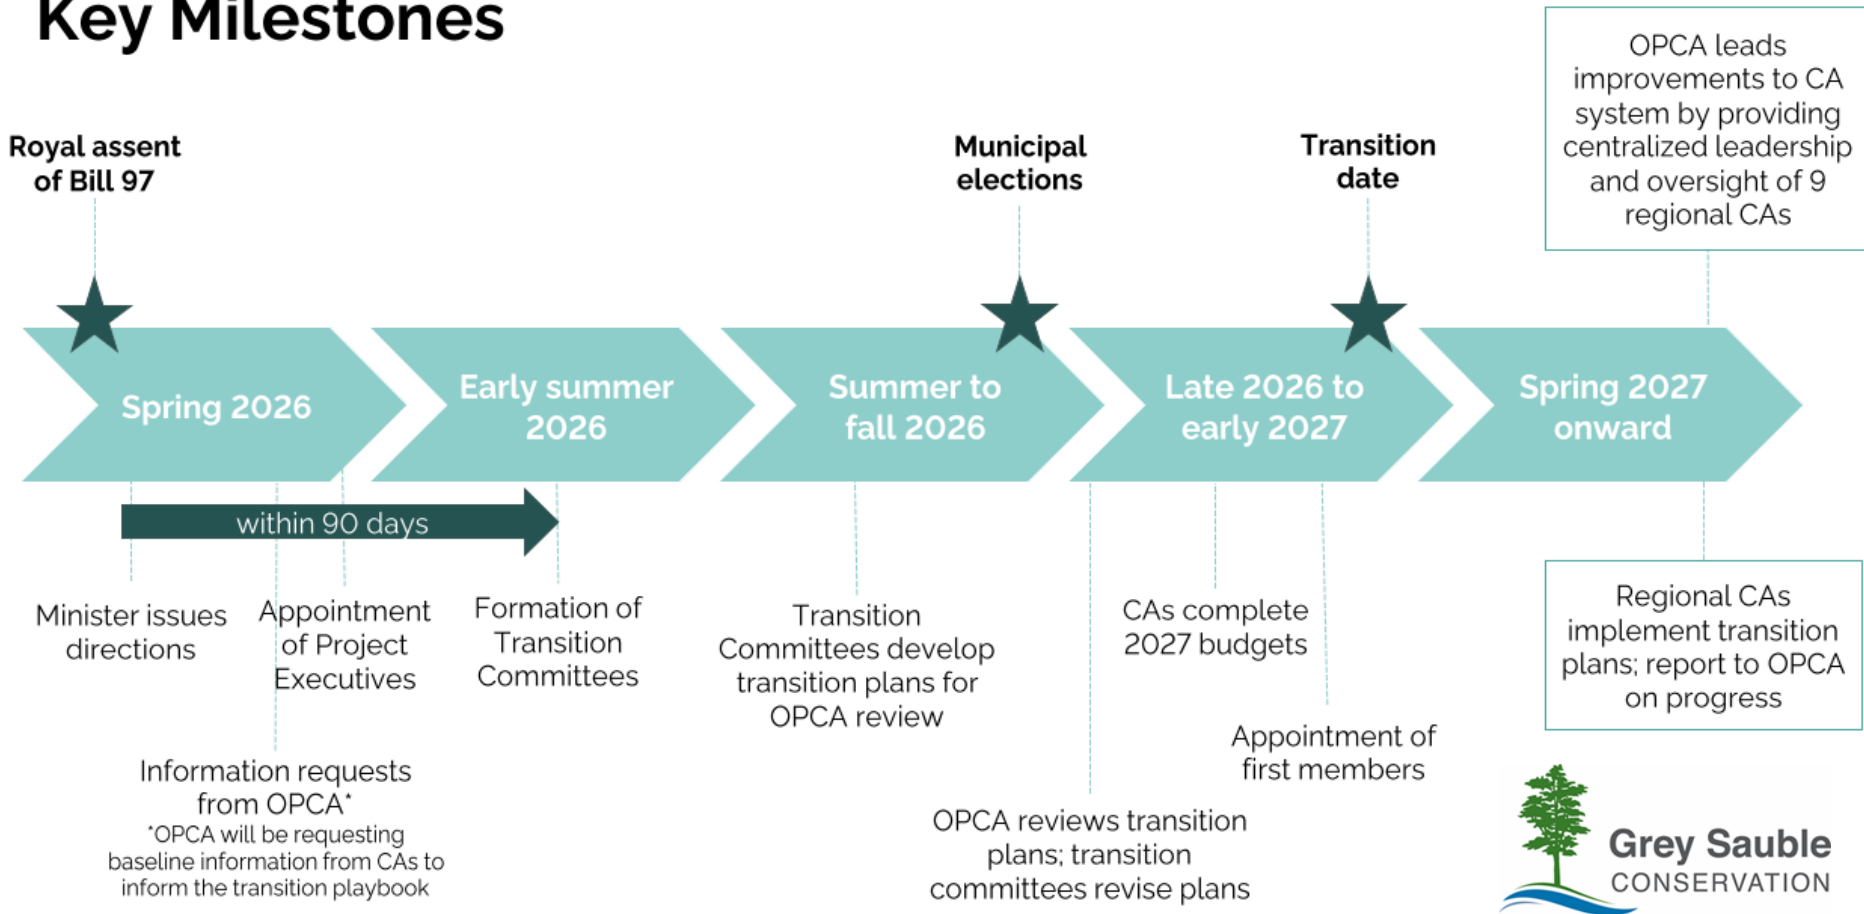 Key Milestones
Royal assent
of Bill 97
Municipal
elections
Transition
date
OPCA leads
improvements to CA
system by providing
centralized leadership
and oversight of 9
regional CAs
Spring 2026
Early summer
2026
Summer to
fall 2026
Late 2026 to
early 2027
Spring 2027
onward
within 90 days
Minister issues
directions
Information requests
from OPCA*
*OPCA will be requesting
baseline information from CAs to
inform the transition playbook
Appointment
of Project
Executives
Formation of
Transition
Committees
Transition
Committees develop
transition plans for
OPCA review
OPCA reviews transition
plans; transition
committees revise plans
CAs complete
2027 budgets
Appointment of
first members
Regional CAs
implement transition
plans; report to OPCA
on progress
Grey Sauble
CONSERVATION